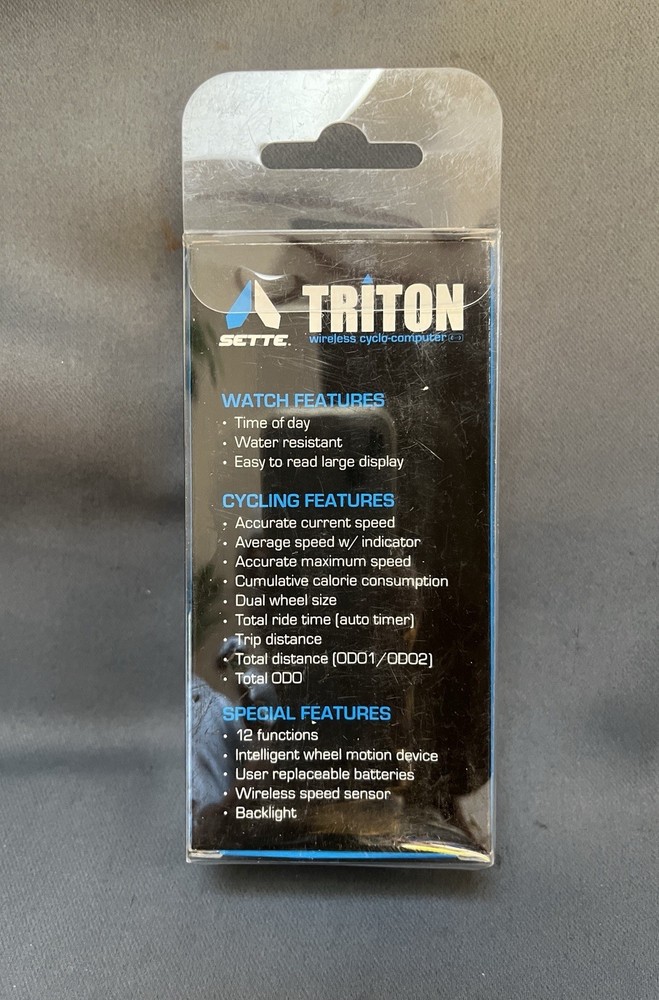 TRITON
SETTE.
wireless cyclo-computer
WATCH FEATURES
• Time of day
• Water resistant
• Easy to read large display
CYCLING FEATURES
• Accurate current speed
• Average speed w/ indicator
• Accurate maximum speed
• Cumulative calorie consumption
• Dual wheel size
• Total ride time (auto timer)
• Trip distance
• Total distance (ODO1/ODO2)
• Total ODO
SPECIAL FEATURES
• 12 functions
• Intelligent wheel motion device
• User replaceable batteries
• Wireless speed sensor
• Backlight